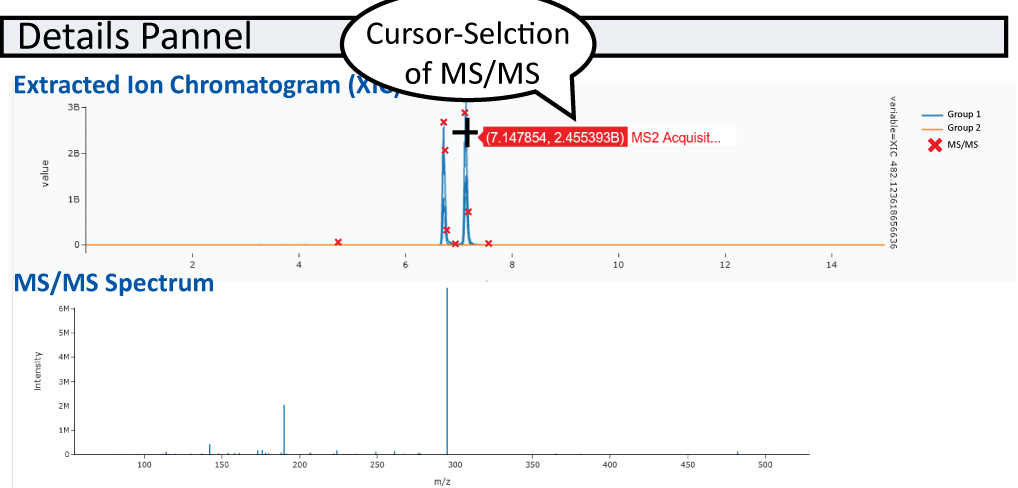 Details Pannel
Cursor-Selction
of MS/MS
Extracted Ion Chromatogram (XIC)
3B
2B
1B
0
value
(7.147854, 2.455393B) MS2 Acquisit...
variable=XIC 482.123618656636
Group 1
Group 2
MS/MS
2
4
6
8
10
12
14
MS/MS Spectrum
6M
5M
4M
3M
2M
1M
0
Intensity
100
150
200
250
300
350
400
450
500
m/z